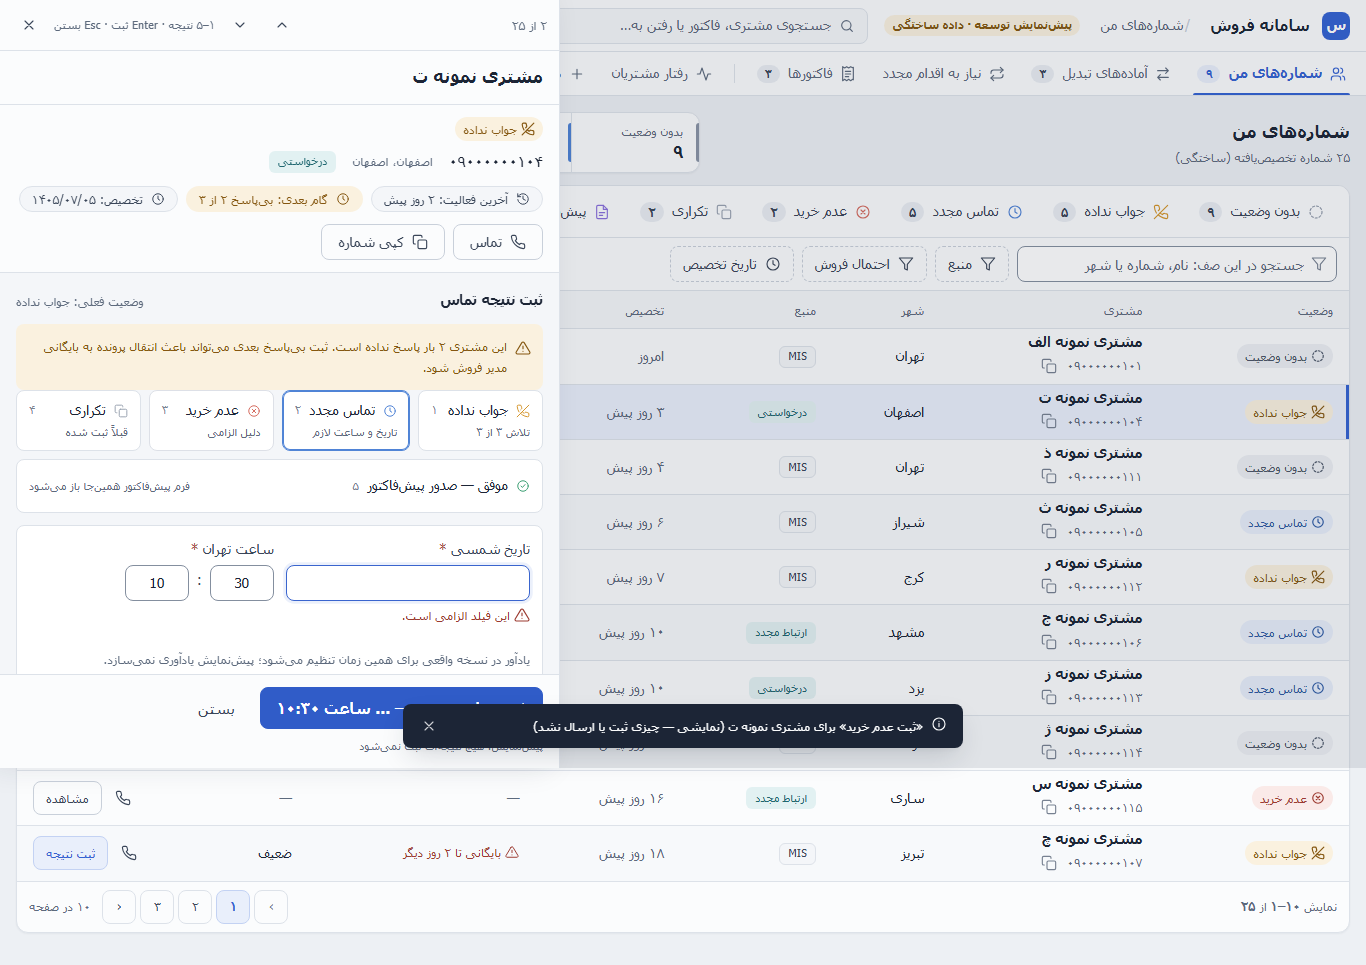 س سامانه فروش / شماره‌های من پیش‌نمایش توسعه · داده ساختگی جستجوی مشتری، فاکتور یا رفتن به...
شماره‌های من ۹ آماده‌های تبدیل ۳ نیاز به اقدام مجدد فاکتورها ۳ رفتار مشتریان
شماره‌های من
۲۵ شماره تخصیص‌یافته (ساختگی)
بدون وضعیت
۹
بدون وضعیت ۹ جواب نداده ۵ تماس مجدد ۵ عدم خرید ۲ تکراری ۲ پیش
جستجو در این صف: نام، شماره یا شهر منبع احتمال فروش تاریخ تخصیص
وضعیت مشتری شهر منبع تخصیص
بدون وضعیت مشتری نمونه الف ۰۹۰۰۰۰۰۰۱۰۱ تهران MIS امروز
جواب نداده مشتری نمونه ت ۰۹۰۰۰۰۰۰۱۰۴ اصفهان درخواستی ۳ روز پیش
بدون وضعیت مشتری نمونه ذ ۰۹۰۰۰۰۰۰۱۱۱ تهران MIS ۴ روز پیش
تماس مجدد مشتری نمونه ث ۰۹۰۰۰۰۰۰۱۰۵ شیراز MIS ۶ روز پیش
جواب نداده مشتری نمونه ر ۰۹۰۰۰۰۰۰۱۱۲ کرج MIS ۷ روز پیش
تماس مجدد مشتری نمونه ج ۰۹۰۰۰۰۰۰۱۰۶ مشهد ارتباط مجدد ۱۰ روز پیش
تماس مجدد مشتری نمونه ز ۰۹۰۰۰۰۰۰۱۱۳ یزد درخواستی ۱۰ روز پیش
بدون وضعیت مشتری نمونه ژ ۰۹۰۰۰۰۰۰۱۱۴
عدم خرید مشتری نمونه س ۰۹۰۰۰۰۰۰۱۱۵ ساری ارتباط مجدد ۱۶ روز پیش — — مشاهده
جواب نداده مشتری نمونه چ ۰۹۰۰۰۰۰۰۱۰۷ تبریز MIS ۱۸ روز پیش بایگانی تا ۲ روز دیگر ضعیف ثبت نتیجه
نمایش ۱–۱۰ از ۲۵ ‹ ۱ ۲ ۳ › ۱۰ در صفحه
۲ از ۲۵ ۱–۵ نتیجه · Enter ثبت · Esc بستن
مشتری نمونه ت
جواب نداده
۰۹۰۰۰۰۰۰۱۰۴ اصفهان، اصفهان درخواستی
آخرین فعالیت: ۲ روز پیش گام بعدی: بی‌پاسخ ۲ از ۳ تخصیص: ۱۴۰۵/۰۷/۰۵
تماس کپی شماره
ثبت نتیجه تماس وضعیت فعلی: جواب نداده
این مشتری ۲ بار پاسخ نداده است. ثبت بی‌پاسخ بعدی می‌تواند باعث انتقال پرونده به بایگانی
مدیر فروش شود.
جواب نداده ۱ تماس مجدد ۲ عدم خرید ۳ تکراری ۴
تلاش ۳ از ۳ تاریخ و ساعت لازم دلیل الزامی قبلاً ثبت شده
موفق — صدور پیش‌فاکتور ۵ فرم پیش‌فاکتور همین‌جا باز می‌شود
تاریخ شمسی * ساعت تهران *
30 : 10
این فیلد الزامی است.
یادآور در نسخه واقعی برای همین زمان تنظیم می‌شود؛ پیش‌نمایش یادآوری نمی‌سازد.
— ... ساعت ۱۰:۳۰ بستن
«ثبت عدم خرید» برای مشتری نمونه ت (نمایشی — چیزی ثبت یا ارسال نشد)